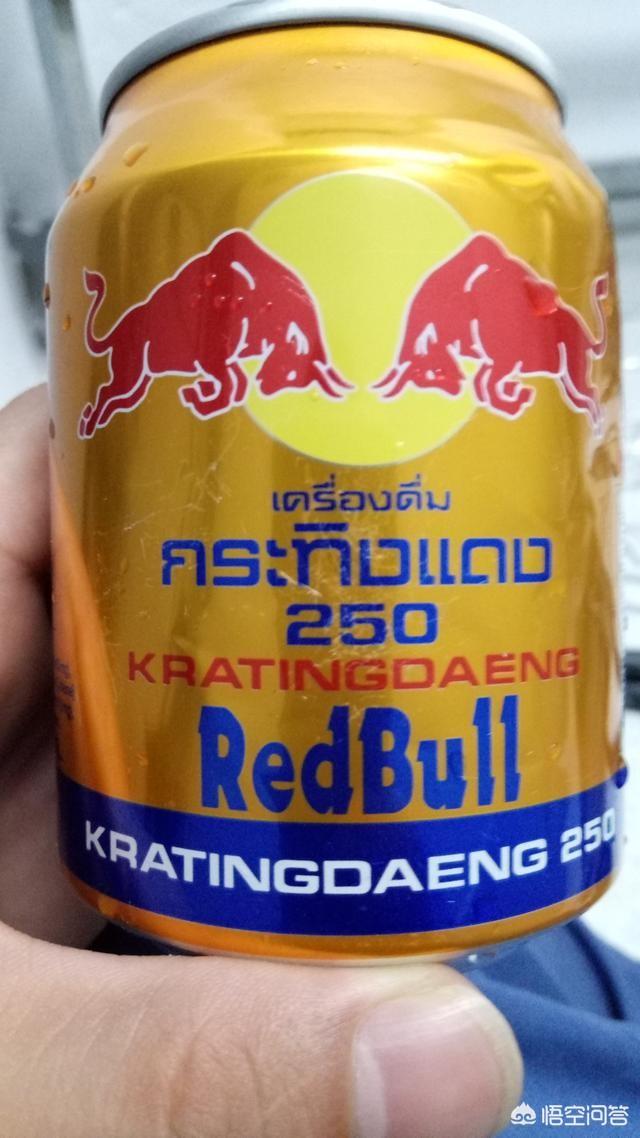 เครื่องดื่ม
กระทิงแดง
250
KRATINGDAENG
RedBull
KRATINGDAENG 250
悟空问答